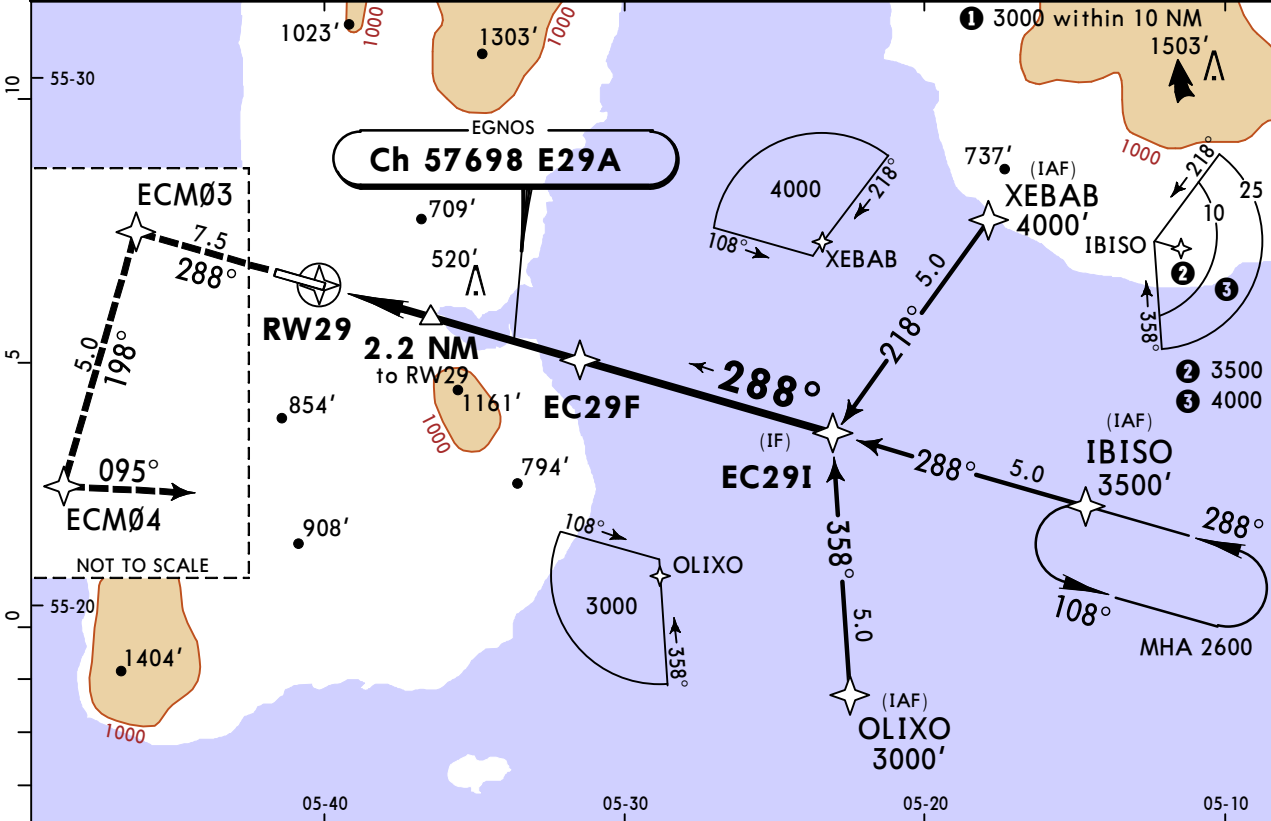 1023'
1000
1303'
1000
❶ 3000 within 10 NM
1503'
1000
10
55-30
EGNOS
Ch 57698 E29A
4000
218°
108°
XEBAB
737'
(IAF)
XEBAB
4000'
218°
25
10
IBISO
❷
❸
358°
❷ 3500
❸ 4000
ECMØ3
7.5
288°
709'
520'
RW29
2.2 NM
to RW29
5.0
198°
5
5.0
218°
288°
EC29F
(IF)
EC29I
288°
5.0
(IAF)
IBISO
3500'
288°
108°
MHA 2600
854'
1161'
1000
794'
908'
095°
ECMØ4
NOT TO SCALE
0
55-20
1404'
1000
108°
OLIXO
3000
358°
358°
5.0
(IAF)
OLIXO
3000'
05-40
05-30
05-20
05-10